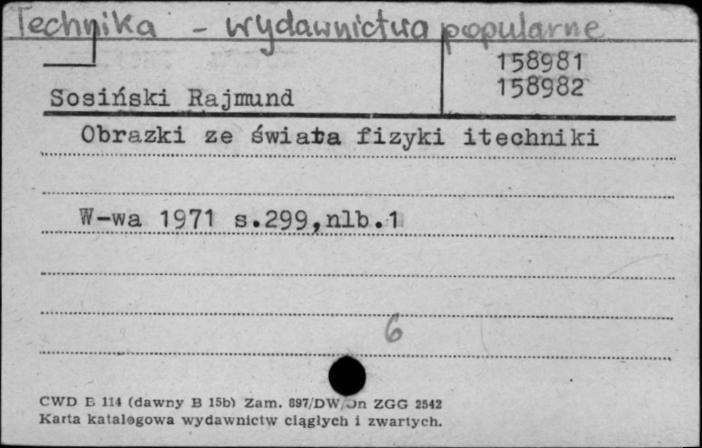 Technika - wydawnictwa popularne
158981
158982
Sosiński Rajmund
Obrazki ze świata fizyki itechniki
W-wa 1971 s.299,nlb.1
6
CWD B 114 (dawny B 15b) Zam. 897/DW/Dn ZGG 2542
Karta katalogowa wydawnictw ciągłych i zwartych.